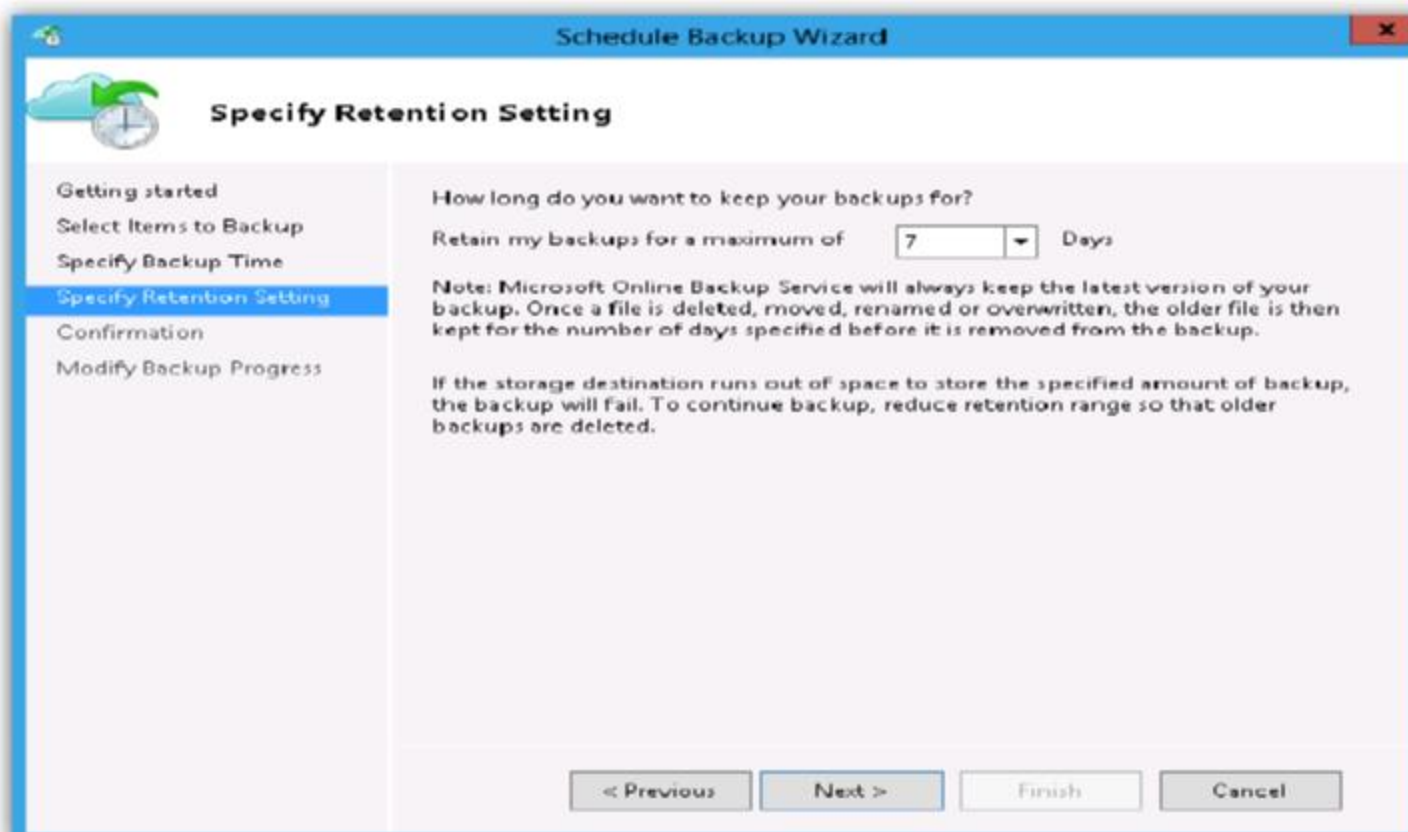 Schedule Backup Wizard
Specify Retention Setting
Getting started
Select Items to Backup
Specify Backup Time
Specify Retention Setting
Confirmation
Modify Backup Progress
How long do you want to keep your backups for?
Retain my backups for a maximum of 7 Days
Note: Microsoft Online Backup Service will always keep the latest version of your
backup. Once a file is deleted, moved, renamed or overwritten, the older file is then
kept for the number of days specified before it is removed from the backup.
If the storage destination runs out of space to store the specified amount of backup,
the backup will fail. To continue backup, reduce retention range so that older
backups are deleted.
< Previous Next > Finish Cancel